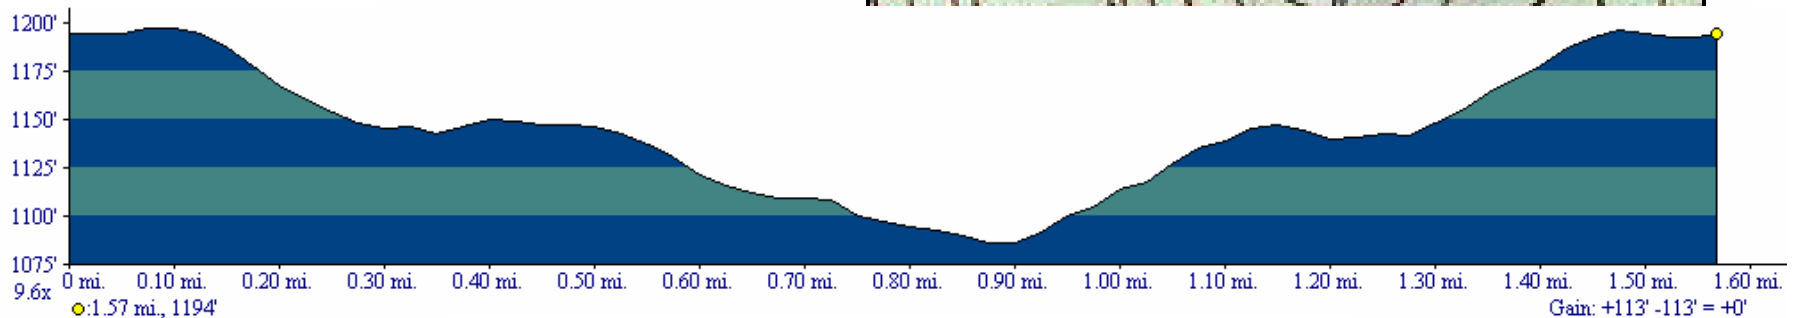 1200'
1175'
1150'
1125'
1100'
1075'
0 mi. 0.10 mi. 0.20 mi. 0.30 mi. 0.40 mi. 0.50 mi. 0.60 mi. 0.70 mi. 0.80 mi. 0.90 mi. 1.00 mi. 1.10 mi. 1.20 mi. 1.30 mi. 1.40 mi. 1.50 mi. 1.60 mi.
9.6x
:1.57 mi., 1194' Gain: +113' -113' = +0'